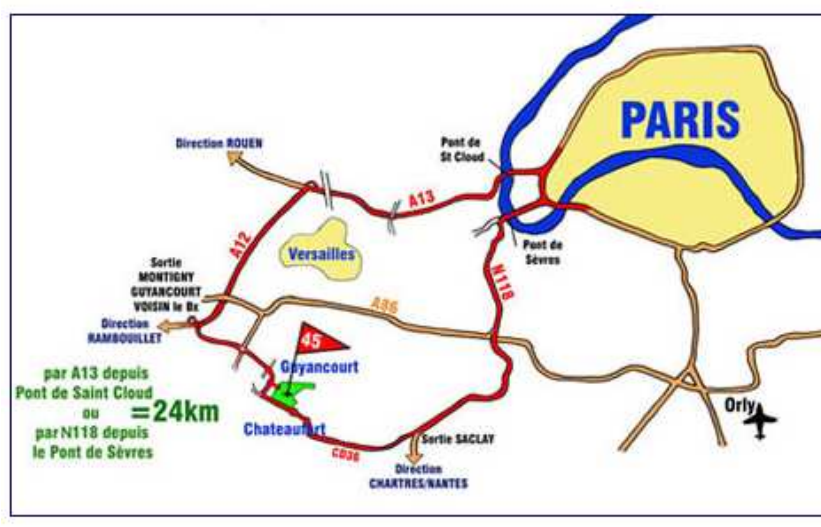 PARIS
Direction ROUEN
Pont de
St Cloud
A13
A12
Versailles
Pont de
Sèvres
N118
Sortie
MONTIGNY
GUYANCOURT
VOISIN le Bx
A86
Direction
RAMBOUILLET
45
Guyancourt
par A13 depuis
Pont de Saint Cloud
ou
par N118 depuis
le Pont de Sèvres
=24km
Orly
Chateaufort
Sortie SACLAY
CD36
Direction
CHARTRES/NANTES